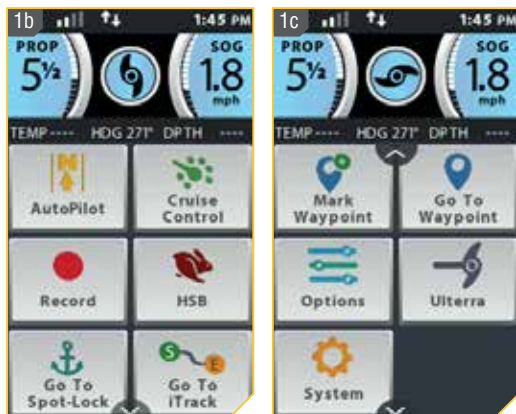 1b
1:45 PM
PROP
5½
SOG
1.8
mph
TEMP ---- HDG 271° DPTH ----
AutoPilot
Cruise
Control
Record
HSB
Go To
Spot-Lock
S
E
Go To
iTrack
1c
1:45 PM
PROP
5½
SOG
1.8
mph
TEMP ---- HDG 271° DPTH ----
Mark
Waypoint
Go To
Waypoint
Options
Ulterra
System